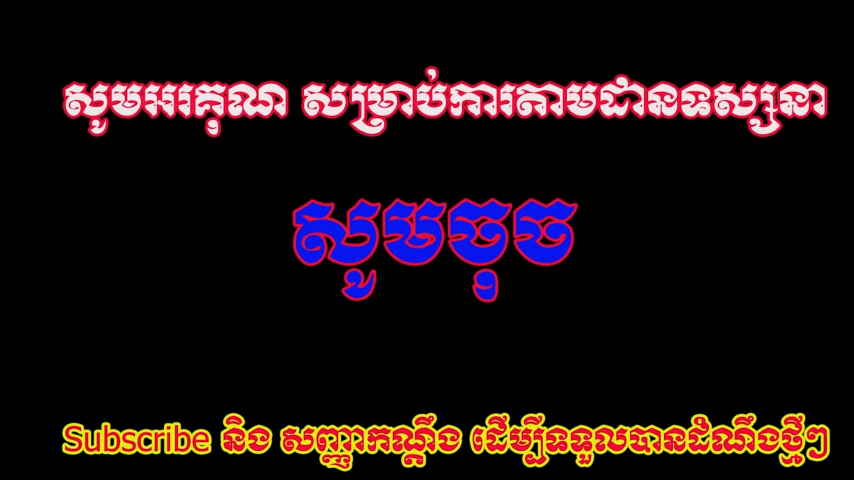 សូមអរគុណ សម្រាប់ការតាមដានទស្សនា
សូមចុច
Subscribe និង សញ្ញាកណ្ដឹង ដើម្បីទទួលបានដំណឹងថ្មីៗ